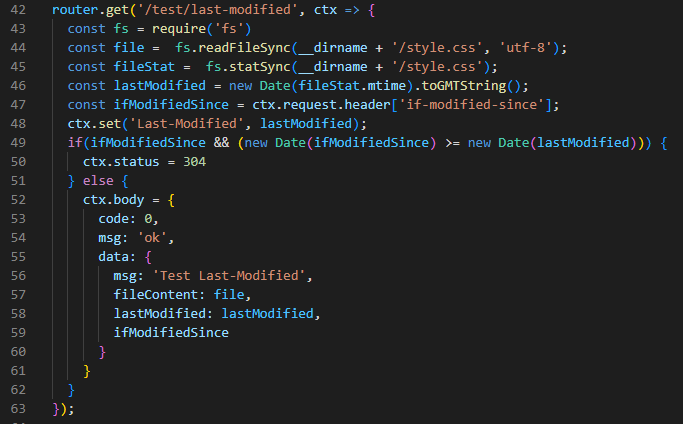 42 router.get('/test/last-modified', ctx => {
43   const fs = require('fs')
44   const file =  fs.readFileSync(__dirname + '/style.css', 'utf-8');
45   const fileStat =  fs.statSync(__dirname + '/style.css');
46   const lastModified = new Date(fileStat.mtime).toGMTString();
47   const ifModifiedSince = ctx.request.header['if-modified-since'];
48   ctx.set('Last-Modified', lastModified);
49   if(ifModifiedSince && (new Date(ifModifiedSince) >= new Date(lastModified))) {
50     ctx.status = 304
51   } else {
52     ctx.body = {
53       code: 0,
54       msg: 'ok',
55       data: {
56         msg: 'Test Last-Modified',
57         fileContent: file,
58         lastModified: lastModified,
59         ifModifiedSince
60       }
61     }
62   }
63 });